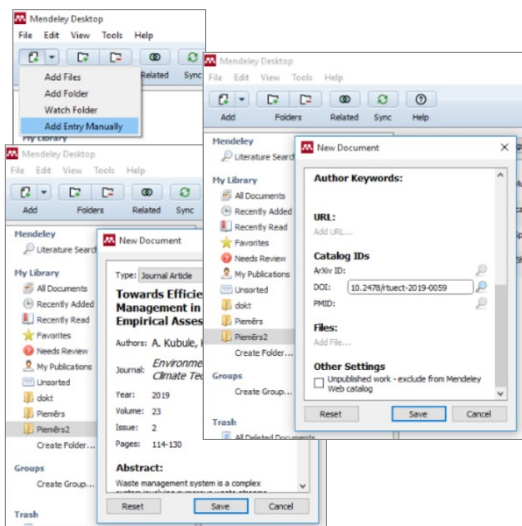 Mendeley Desktop
File Edit View Tools Help
Related Sync
Add Files
Add Folder
Watch Folder
Add Entry Manually
My Library
Mendeley Desktop
File Edit View Tools Help
Add Folders Related Sync Help
Mendeley
Literature Search
My Library
All Documents
Recently Added
Recently Read
Favorites
Needs Review
My Publications
Unsorted
dokt
Piemērs
Piemērs2
Create Folder...
Groups
Create Group...
Trash
All Deleted Documents
New Document
Author Keywords:
URL:
Add URL...
Catalog IDs
ArXiv ID:
DOI: 10.2478/rtuect-2019-0059
PMID:
Files:
Add File...
Other Settings
Unpublished work - exclude from Mendeley
Web catalog
Reset Save Cancel
Mendeley Desktop
File Edit View Tools Help
Add Folders Related Sync
Mendeley
Literature Search
My Library
All Documents
Recently Added
Recently Read
Favorites
Needs Review
My Publications
Unsorted
dokt
Piemērs
Piemērs2
Create Folder...
Groups
Create Group...
Trash
New Document
Type: Journal Article
Towards Efficie
Management in
Empirical Asses
Authors: A. Kubule,
Journal: Environme
Climate Tec
Year: 2019
Volume: 23
Issue: 2
Pages: 114-130
Abstract:
Waste management system is a complex
Reset Save Cancel